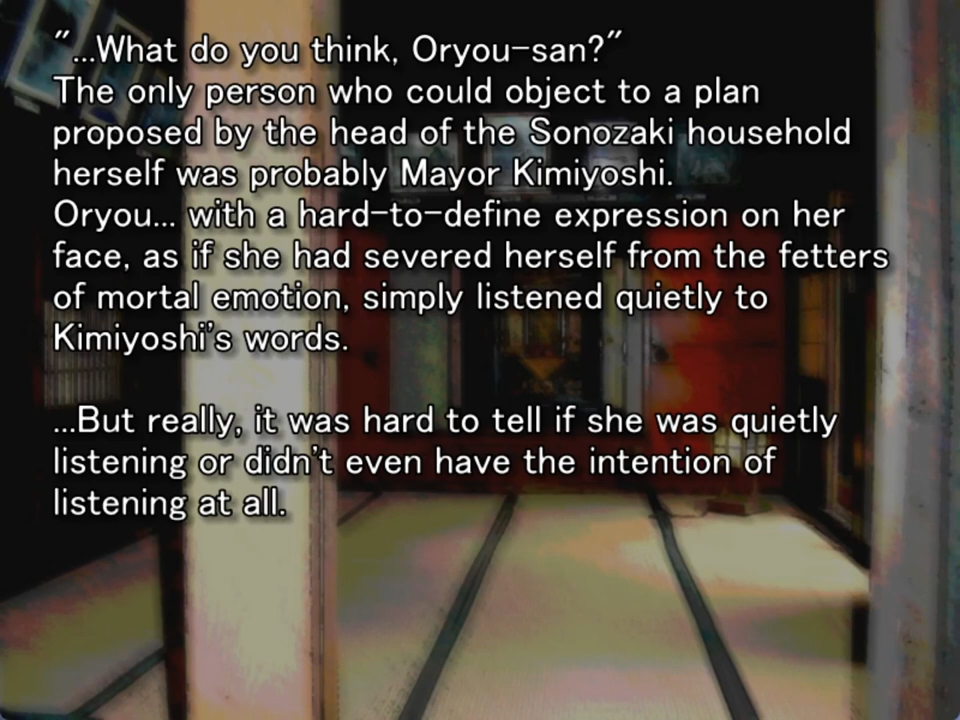 "...What do you think, Oryou-san?"
The only person who could object to a plan
proposed by the head of the Sonozaki household
herself was probably Mayor Kimiyoshi.
Oryou... with a hard-to-define expression on her
face, as if she had severed herself from the fetters
of mortal emotion, simply listened quietly to
Kimiyoshi's words.
...But really, it was hard to tell if she was quietly
listening or didn't even have the intention of
listening at all.